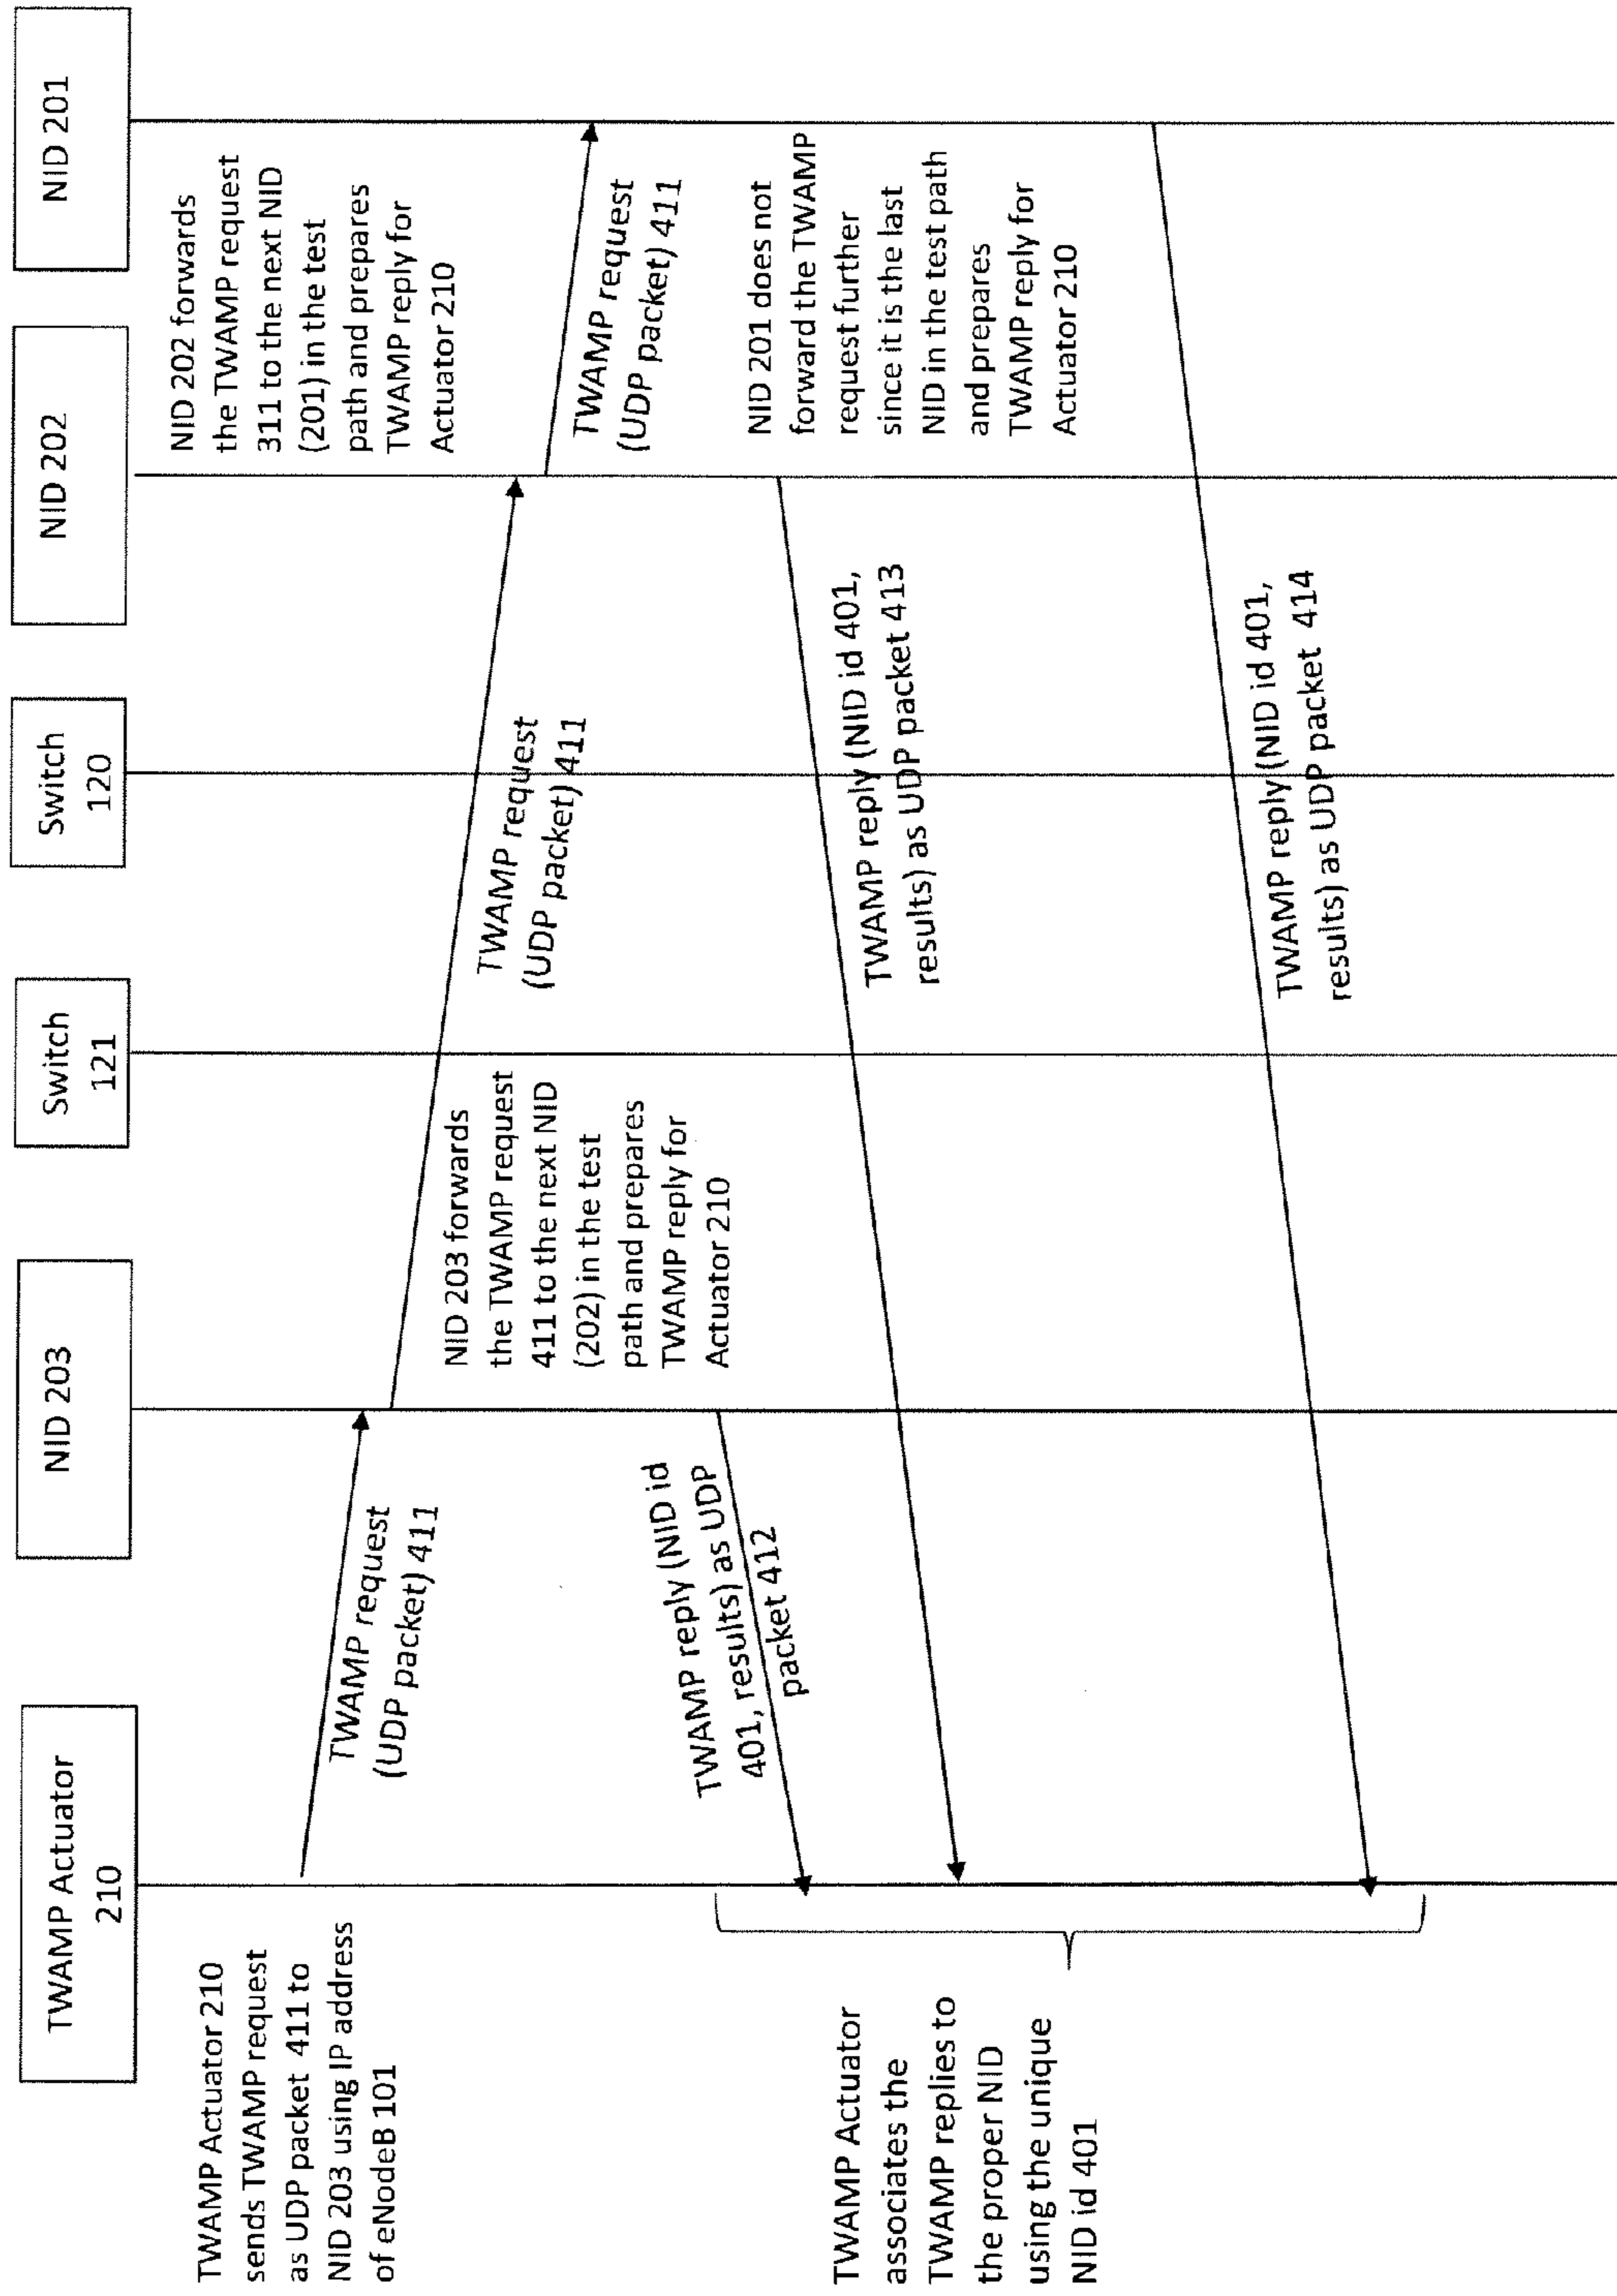 TWAMP Actuator
210
NID 203
Switch
121
Switch
120
NID 202
NID 201
TWAMP Actuator 210
sends TWAMP request
as UDP packet 411 to
NID 203 using IP address
of eNodeB 101
TWAMP request
(UDP packet) 411
NID 203 forwards
the TWAMP request
411 to the next NID
(202) in the test
path and prepares
TWAMP reply for
Actuator 210
TWAMP request
(UDP packet) 411
NID 202 forwards
the TWAMP request
311 to the next NID
(201) in the test
path and prepares
TWAMP reply for
Actuator 210
TWAMP request
(UDP packet) 411
NID 201 does not
forward the TWAMP
request further
since it is the last
NID in the test path
and prepares
TWAMP reply for
Actuator 210
TWAMP reply (NID id
401, results) as UDP
packet 412
TWAMP reply (NID id 401,
results) as UDP packet 413
TWAMP reply (NID id 401,
results) as UDP packet 414
TWAMP Actuator
associates the
TWAMP replies to
the proper NID
using the unique
NID id 401